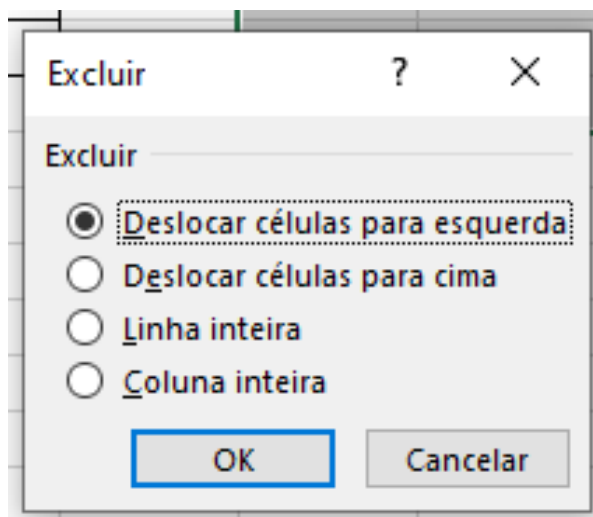 Excluir ? ✕
Excluir
Deslocar células para esquerda
Deslocar células para cima
Linha inteira
Coluna inteira
OK Cancelar